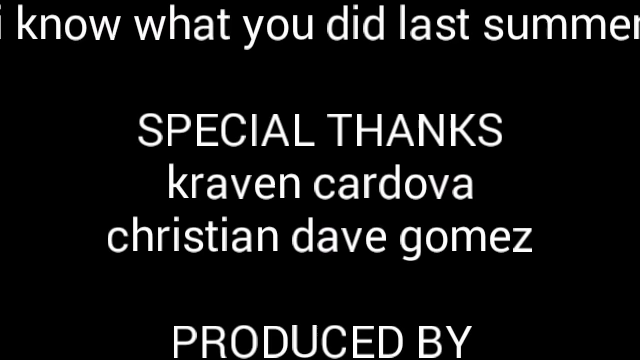 i know what you did last summer
SPECIAL THANKS
kraven cardova
christian dave gomez
PRODUCED BY